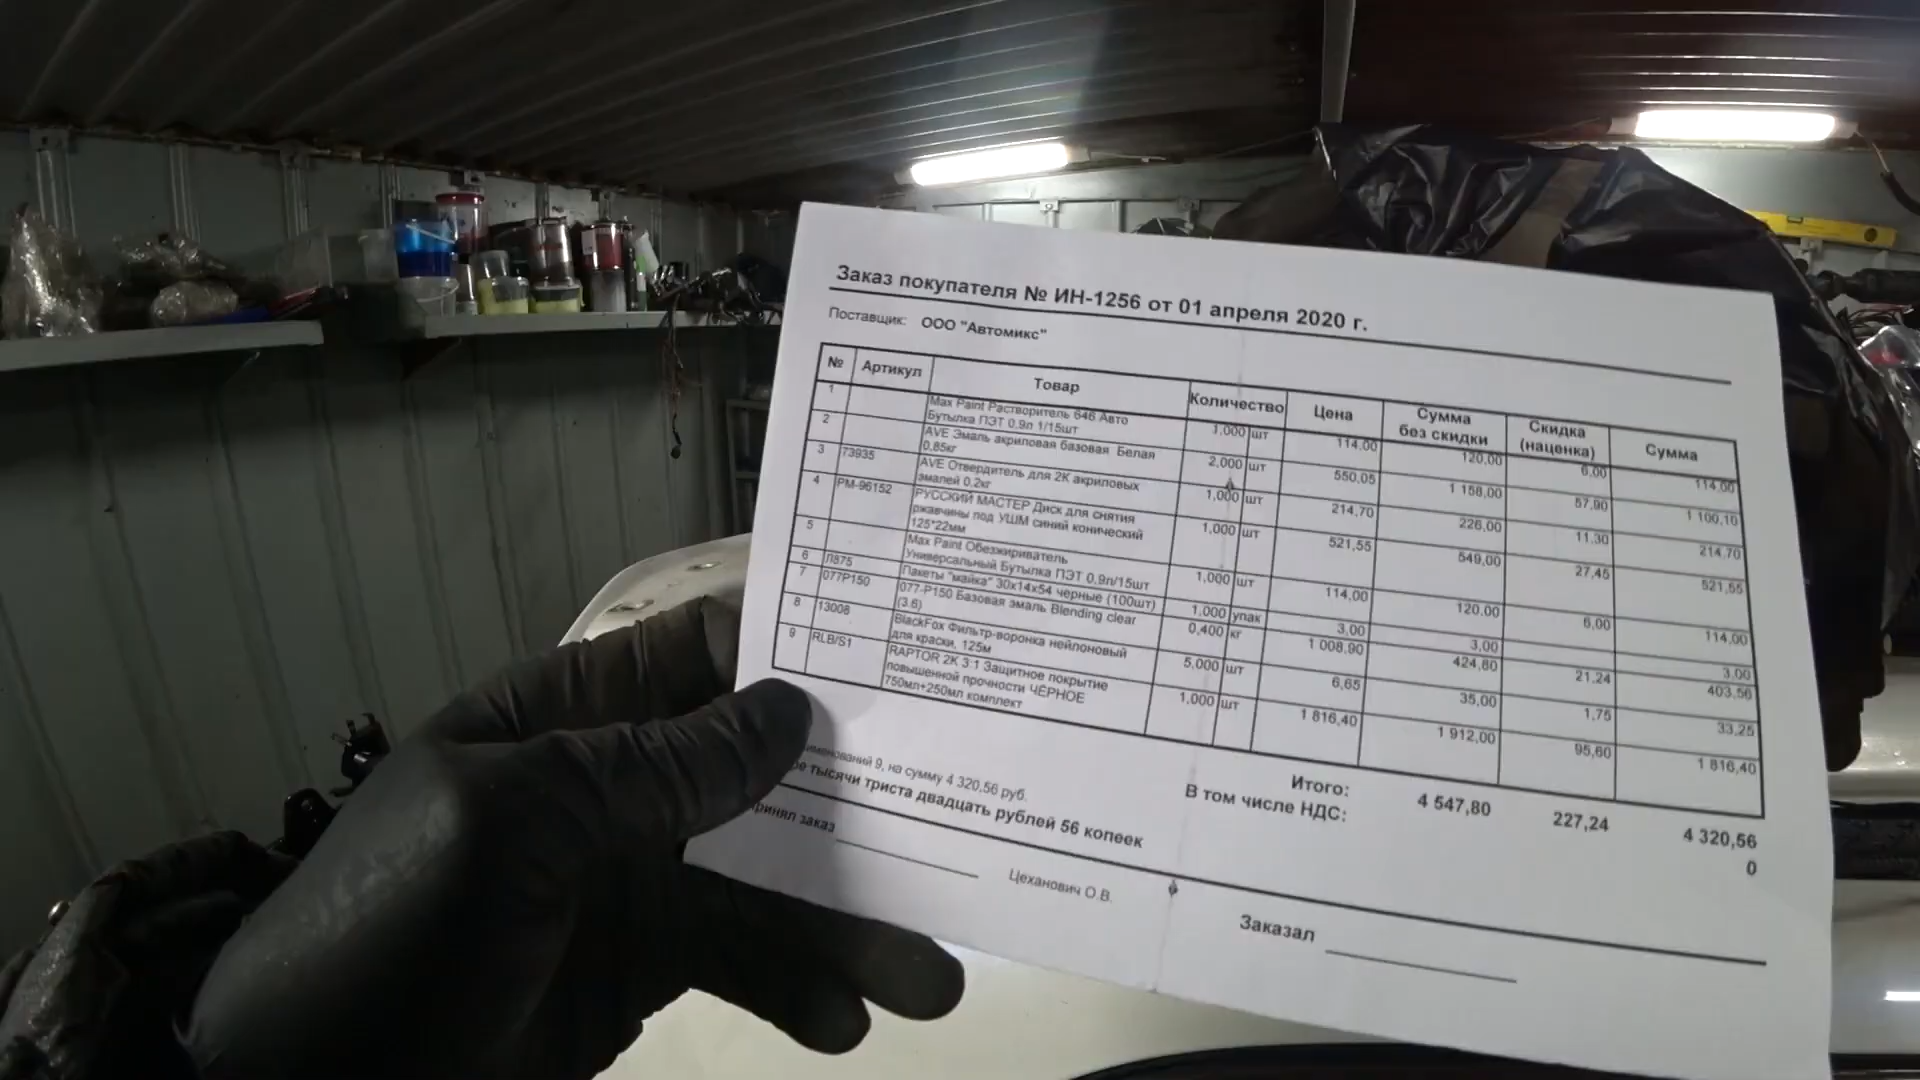 Заказ покупателя № ИН-1256 от 01 апреля 2020 г.
Поставщик: ООО "Автомикс"
№ Артикул Товар Количество Цена Сумма без скидки Скидка (наценка) Сумма
1 Max Paint Растворитель 646 Авто
Бутылка ПЭТ 0,9л 1/15шт 1,000 шт 114,00 120,00 6,00 114,00
2 AVE Эмаль акриловая базовая Белая
0,85кг 2,000 шт 550,05 1 158,00 57,90 1 100,10
3 73935 AVE Отвердитель для 2К акриловых
эмалей 0,2кг 1,000 шт 214,70 226,00 11,30 214,70
4 РМ-96152 РУССКИЙ МАСТЕР Диск для снятия
ржавчины под УШМ синий конический
125*22мм 1,000 шт 521,55 549,00 27,45 521,55
5 Max Paint Обезжириватель
Универсальный Бутылка ПЭТ 0,9л/15шт 1,000 шт 114,00 120,00 6,00 114,00
6 Л875 Пакеты "майка" 30х14х54 черные (100шт) 1,000 упак 3,00 3,00 3,00
7 077P150 077-P150 Базовая эмаль Blending clear
(3.6) 0,400 кг 1 008,90 424,80 21,24 403,56
8 13008 BlackFox Фильтр-воронка нейлоновый
для краски, 125м 5,000 шт 6,65 35,00 1,75 33,25
9 RLB/S1 RAPTOR 2К 3:1 Защитное покрытие
повышенной прочности ЧЁРНОЕ
750мл+250мл комплект 1,000 шт 1 816,40 1 912,00 95,60 1 816,40
Итого: 4 547,80 227,24 4 320,56
В том числе НДС: 0
именований 9, на сумму 4 320,56 руб.
ре тысячи триста двадцать рублей 56 копеек
ринял заказ Цеханович О.В. Заказал